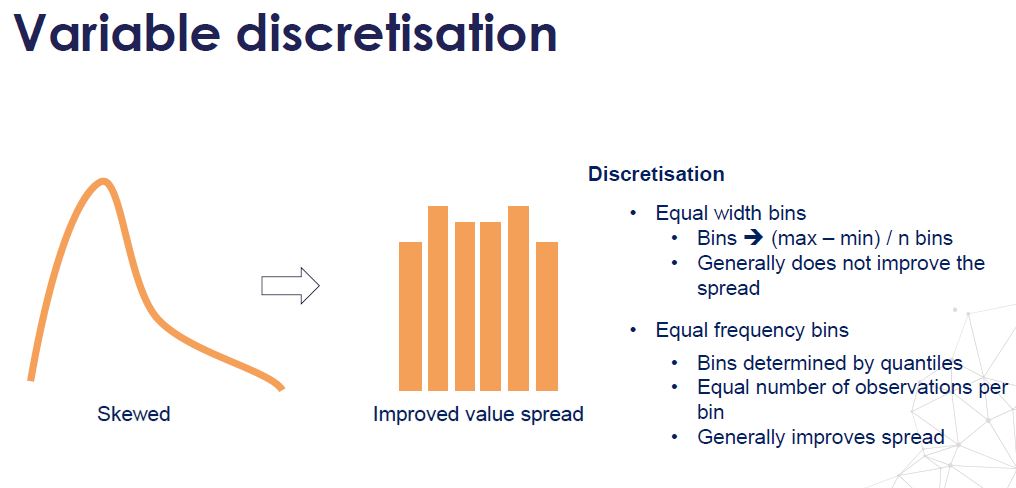 Variable discretisation
Skewed
Improved value spread
Discretisation
• Equal width bins
• Bins ➔ (max – min) / n bins
• Generally does not improve the
spread
• Equal frequency bins
• Bins determined by quantiles
• Equal number of observations per
bin
• Generally improves spread